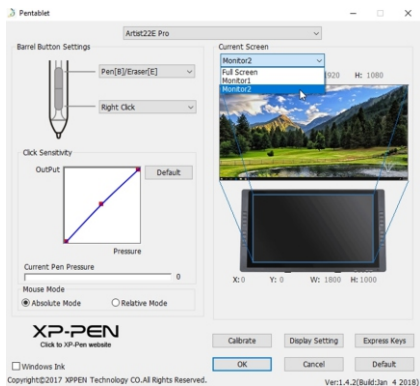 Pentablet
Artist22E Pro
Barrel Button Settings
Pen[B]/Eraser[E]
Right Click
Click Sensitivity
OutPut
Default
Pressure
Current Pen Pressure
0
Mouse Mode
Absolute Mode
Relative Mode
XP-PEN
Click to XP-Pen website
Windows Ink
Copyright©2017 XPPEN Technology CO.All Rights Reserved.
Current Screen
Monitor2
Full Screen
Monitor1
Monitor2
1920 H: 1080
X: 0 Y: 0 W: 1800 H: 1000
Calibrate Display Setting Express Keys
OK Cancel Default
Ver:1.4.2(Build:Jan 4 2018)